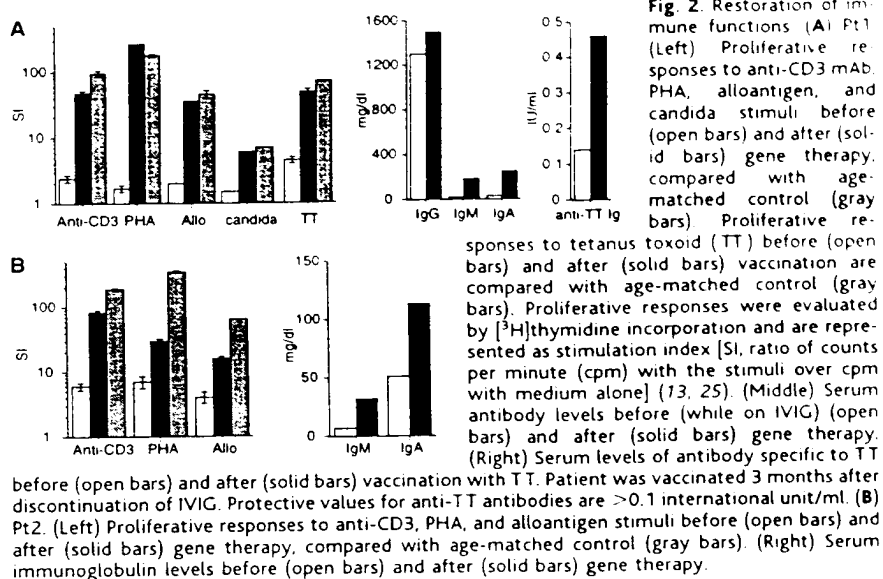 A
100
10
1
SI
Anti-CD3 PHA Allo candida TT
1600
1200
800
400
0
mg/dl
IgG IgM IgA
0 5
0 4
0 3
0 2
0 1
0
IU/ml
anti-TT Ig
B
100
10
1
SI
Anti-CD3 PHA Allo
150
100
50
0
mg/dl
IgM IgA
Fig. 2. Restoration of im-
mune functions (A) Pt1
(Left) Proliferative re-
sponses to anti-CD3 mAb,
PHA, alloantigen, and
candida stimuli before
(open bars) and after (sol-
id bars) gene therapy,
compared with age-
matched control (gray
bars) Proliferative re-
sponses to tetanus toxoid (TT) before (open
bars) and after (solid bars) vaccination are
compared with age-matched control (gray
bars). Proliferative responses were evaluated
by [³H]thymidine incorporation and are repre-
sented as stimulation index [SI, ratio of counts
per minute (cpm) with the stimuli over cpm
with medium alone] (13, 25). (Middle) Serum
antibody levels before (while on IVIG) (open
bars) and after (solid bars) gene therapy.
(Right) Serum levels of antibody specific to TT
before (open bars) and after (solid bars) vaccination with TT. Patient was vaccinated 3 months after
discontinuation of IVIG. Protective values for anti-TT antibodies are >0.1 international unit/ml. (B)
Pt2. (Left) Proliferative responses to anti-CD3, PHA, and alloantigen stimuli before (open bars) and
after (solid bars) gene therapy, compared with age-matched control (gray bars). (Right) Serum
immunoglobulin levels before (open bars) and after (solid bars) gene therapy.